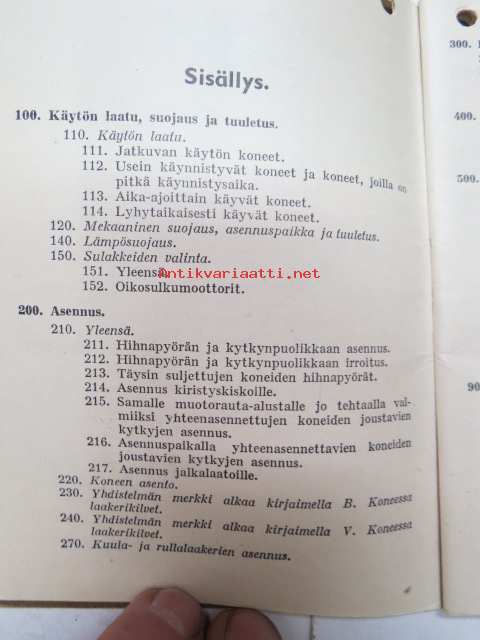 Sisällys.
100. Käytön laatu, suojaus ja tuuletus.
110. Käytön laatu.
111. Jatkuvan käytön koneet.
112. Usein käynnistyvät koneet ja koneet, joilla on
pitkä käynnistysaika.
113. Aika-ajoittain käyvät koneet.
114. Lyhytaikaisesti käyvät koneet.
120. Mekaaninen suojaus, asennuspaikka ja tuuletus.
140. Lämpösuojaus.
150. Sulakkeiden valinta.
151. Yleensä.
antikvariaatti.net
152. Oikosulkumoottorit.
200. Asennus.
210. Yleensä.
211. Hihnapyörän ja kytkynpuolikkaan asennus.
212. Hihnapyörän ja kytkynpuolikkaan irroitus.
213. Täysin suljettujen koneiden hihnapyörät.
214. Asennus kiristyskiskoille.
215. Samalle muotorauta-alustalle jo tehtaalla val-
miiksi yhteenasennettujen koneiden joustavien
kytkyjen asennus.
216. Asennuspaikalla yhteenasennettavien koneiden
joustavien kytkyjen asennus.
217. Asennus jalkalaatoille.
220. Koneen asento.
230. Yhdistelmän merkki alkaa kirjaimella B. Koneessa
laakerikilvet.
240. Yhdistelmän merkki alkaa kirjaimella V. Koneessa
laakerikilvet.
270. Kuula- ja rullalaakerien asennus.
300.
400.
500.